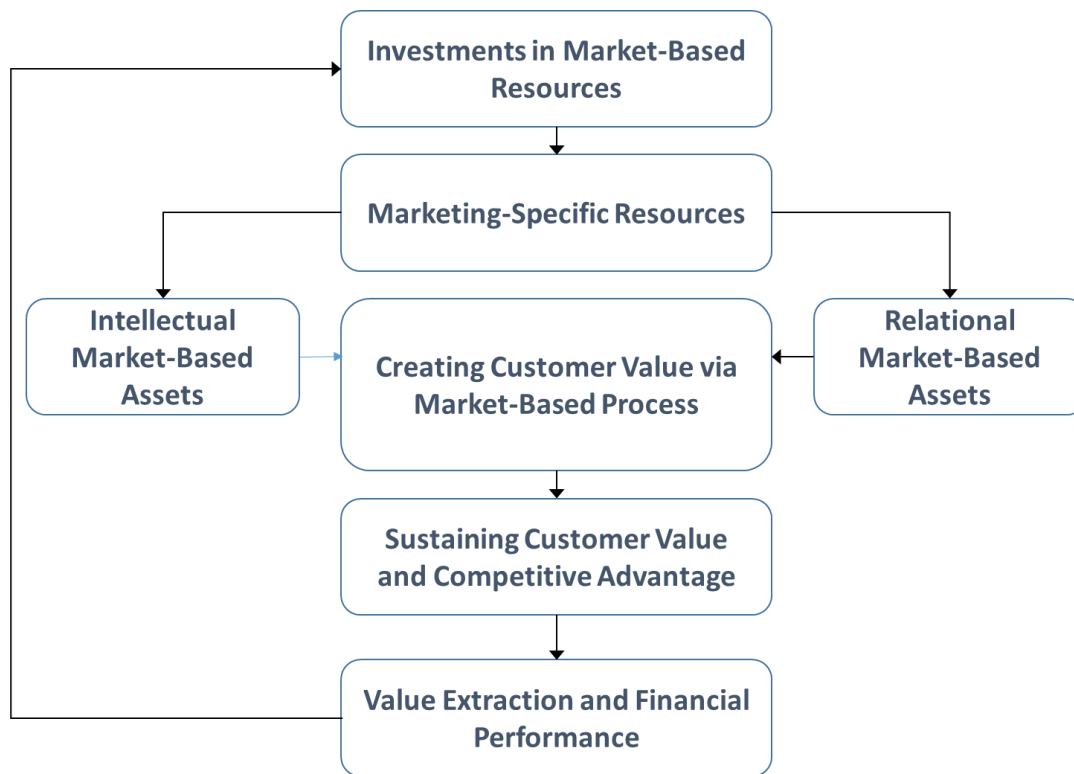 Investments in Market-Based
Resources
Marketing-Specific Resources
Intellectual
Market-Based
Assets
Creating Customer Value via
Market-Based Process
Relational
Market-Based
Assets
Sustaining Customer Value
and Competitive Advantage
Value Extraction and Financial
Performance